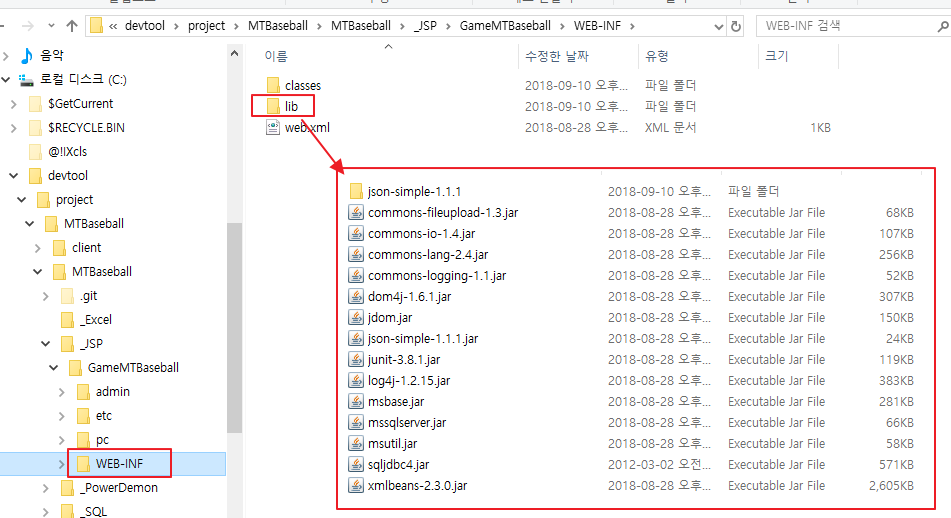 « devtool > project > MTBaseball > MTBaseball > _JSP > GameMTBaseball > WEB-INF >
WEB-INF 검색
음악
로컬 디스크 (C:)
$GetCurrent
$RECYCLE.BIN
@!IXcls
devtool
project
MTBaseball
client
MTBaseball
.git
_Excel
_JSP
GameMTBaseball
admin
etc
pc
WEB-INF
_PowerDemon
_SQL
이름 수정한 날짜 유형 크기
classes 2018-09-10 오후... 파일 폴더
lib 2018-09-10 오후... 파일 폴더
web.xml 2018-08-28 오후... XML 문서 1KB
json-simple-1.1.1 2018-09-10 오후... 파일 폴더
commons-fileupload-1.3.jar 2018-08-28 오후... Executable Jar File 68KB
commons-io-1.4.jar 2018-08-28 오후... Executable Jar File 107KB
commons-lang-2.4.jar 2018-08-28 오후... Executable Jar File 256KB
commons-logging-1.1.jar 2018-08-28 오후... Executable Jar File 52KB
dom4j-1.6.1.jar 2018-08-28 오후... Executable Jar File 307KB
jdom.jar 2018-08-28 오후... Executable Jar File 150KB
json-simple-1.1.1.jar 2018-08-28 오후... Executable Jar File 24KB
junit-3.8.1.jar 2018-08-28 오후... Executable Jar File 119KB
log4j-1.2.15.jar 2018-08-28 오후... Executable Jar File 383KB
msbase.jar 2018-08-28 오후... Executable Jar File 281KB
mssqlserver.jar 2018-08-28 오후... Executable Jar File 66KB
msutil.jar 2018-08-28 오후... Executable Jar File 58KB
sqljdbc4.jar 2012-03-02 오전... Executable Jar File 571KB
xmlbeans-2.3.0.jar 2018-08-28 오후... Executable Jar File 2,605KB